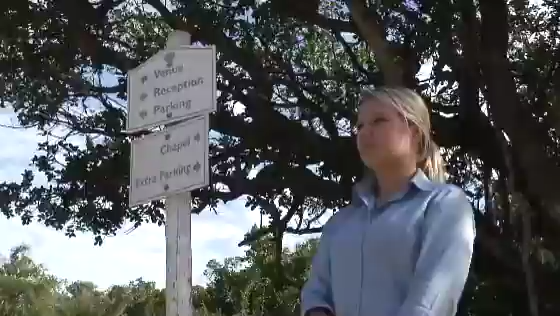 Venue
Reception
Parking
Chapel
Extra Parking